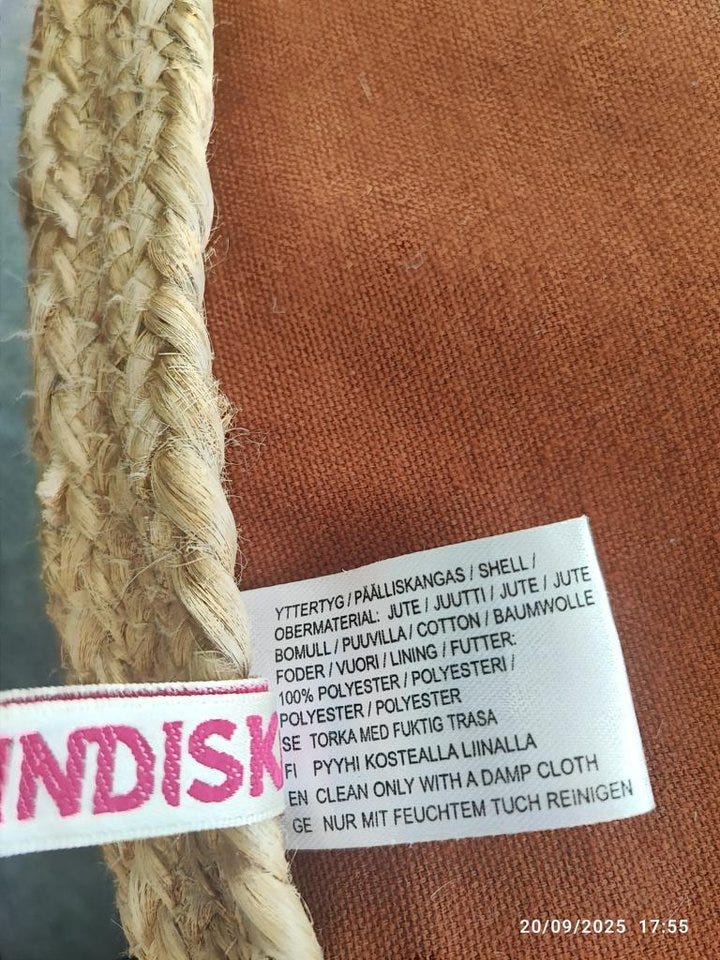 YTTERTYG / PÄÄLLISKANGAS / SHELL /
OBERMATERIAL: JUTE / JUUTTI / JUTE / JUTE
BOMULL / PUUVILLA / COTTON / BAUMWOLLE
FODER / VUORI / LINING / FUTTER:
100% POLYESTER / POLYESTERI /
POLYESTER / POLYESTER
SE TORKA MED FUKTIG TRASA
FI PYYHI KOSTEALLA LIINALLA
EN CLEAN ONLY WITH A DAMP CLOTH
GE NUR MIT FEUCHTEM TUCH REINIGEN
INDISK
20/09/2025 17:55